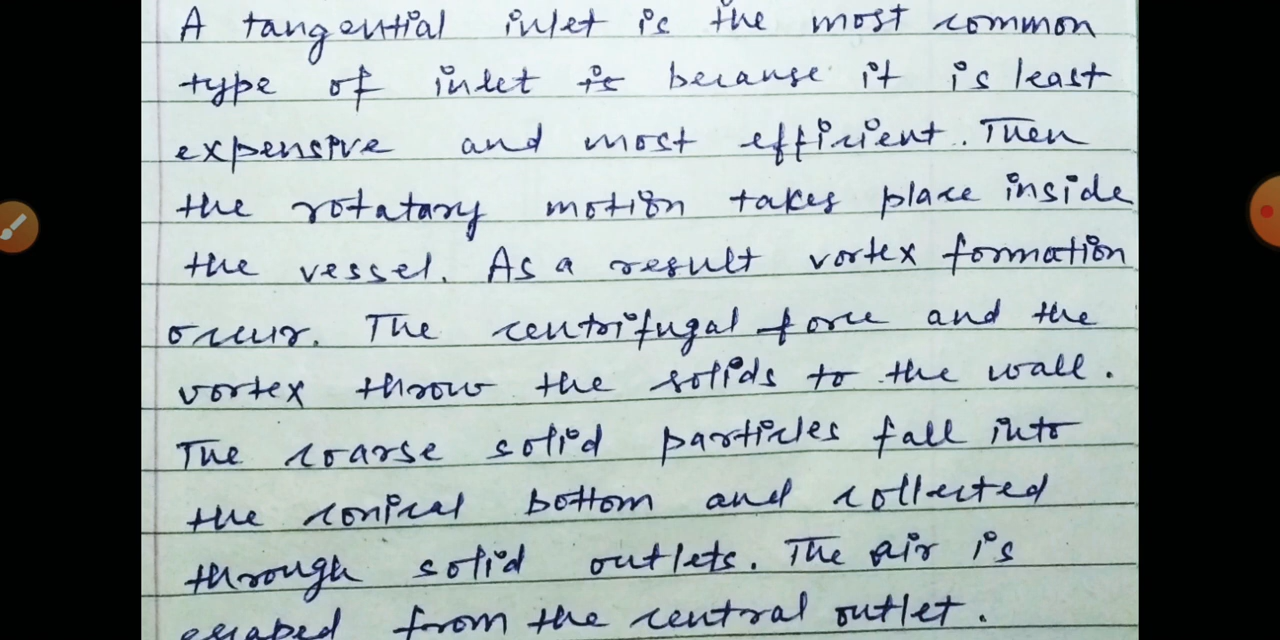 A tangential inlet is the most common
type of inlet is because it is least
expensive and most efficient. Then
the rotatary motion takes place inside
the vessel. As a result vortex formation
occur. The centrifugal force and the
vortex throw the solids to the wall.
The coarse solid particles fall into
the conical bottom and collected
through solid outlets. The air is
escaped from the central outlet.